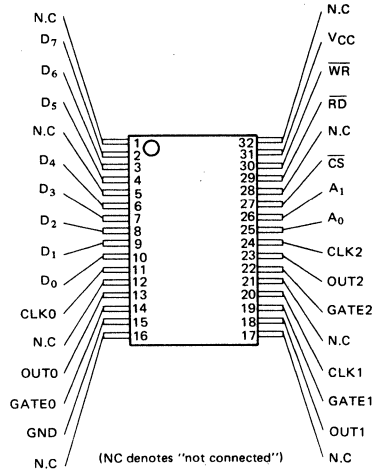 N.C
D7
D6
D5
N.C
D4
D3
D2
D1
D0
CLK0
N.C
OUT0
GATE0
GND
N.C
1
2
3
4
5
6
7
8
9
10
11
12
13
14
15
16
32
31
30
29
28
27
26
25
24
23
22
21
20
19
18
17
N.C
VCC
W̅R̅
R̅D̅
N.C
C̅S̅
A1
A0
CLK2
OUT2
GATE2
N.C
CLK1
GATE1
OUT1
N.C
(NC denotes "not connected")